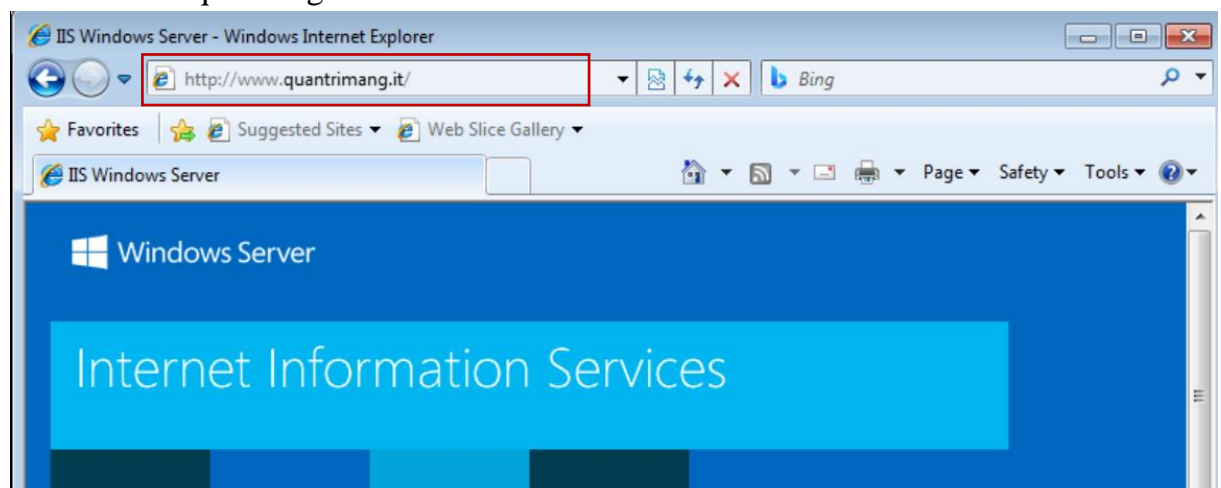 IIS Windows Server - Windows Internet Explorer
http://www.quantrimang.it/
Bing
Favorites Suggested Sites Web Slice Gallery
IIS Windows Server
Page Safety Tools
Windows Server
Internet Information Services